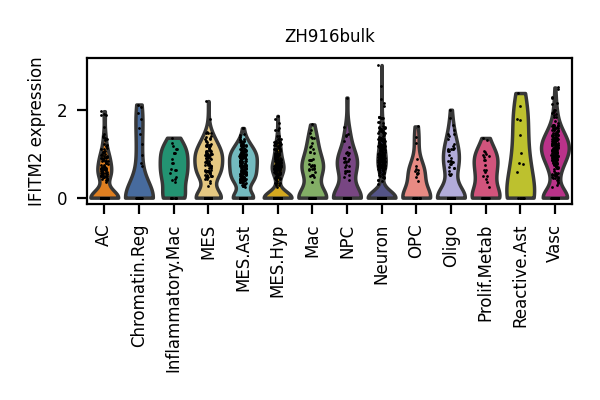 ZH916bulk
IFITM2 expression
2
0
AC
Chromatin.Reg
Inflammatory.Mac
MES
MES.Ast
MES.Hyp
Mac
NPC
Neuron
OPC
Oligo
Prolif.Metab
Reactive.Ast
Vasc